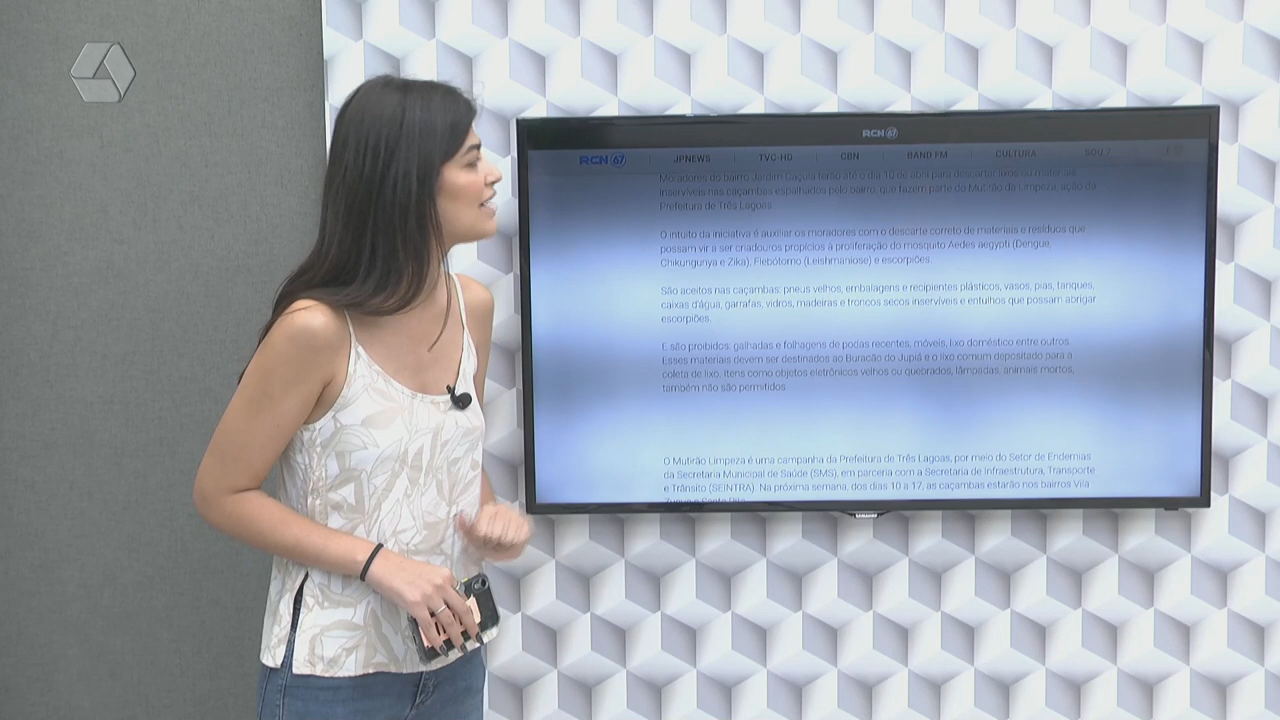 RCN 67
RCN 67 JPNEWS TVC-HD CBN BAND FM CULTURA SOU
Moradores do bairro Jardim Caçula terão até o dia 10 de abril para descartar lixos ou materiais
inservíveis nas caçambas espalhados pelo bairro, que fazem parte do Mutirão da Limpeza, ação da
Prefeitura de Três Lagoas.
O intuito da iniciativa é auxiliar os moradores com o descarte correto de materiais e resíduos que
possam vir a ser criadouros propícios à proliferação do mosquito Aedes aegypti (Dengue,
Chikungunya e Zika), Flebótomo (Leishmaniose) e escorpiões.
São aceitos nas caçambas: pneus velhos, embalagens e recipientes plásticos, vasos, pias, tanques,
caixas d'água, garrafas, vidros, madeiras e troncos secos inservíveis e entulhos que possam abrigar
escorpiões.
E são proibidos: galhadas e folhagens de podas recentes, móveis, lixo doméstico entre outros.
Esses materiais devem ser destinados ao Buracão do Jupiá e o lixo comum depositado para a
coleta de lixo. Itens como objetos eletrônicos velhos ou quebrados, lâmpadas, animais mortos,
também não são permitidos.
O Mutirão Limpeza é uma campanha da Prefeitura de Três Lagoas, por meio do Setor de Endemias
da Secretaria Municipal de Saúde (SMS), em parceria com a Secretaria de Infraestrutura, Transporte
e Trânsito (SEINTRA). Na próxima semana, dos dias 10 a 17, as caçambas estarão nos bairros Vila
SAMSUNG